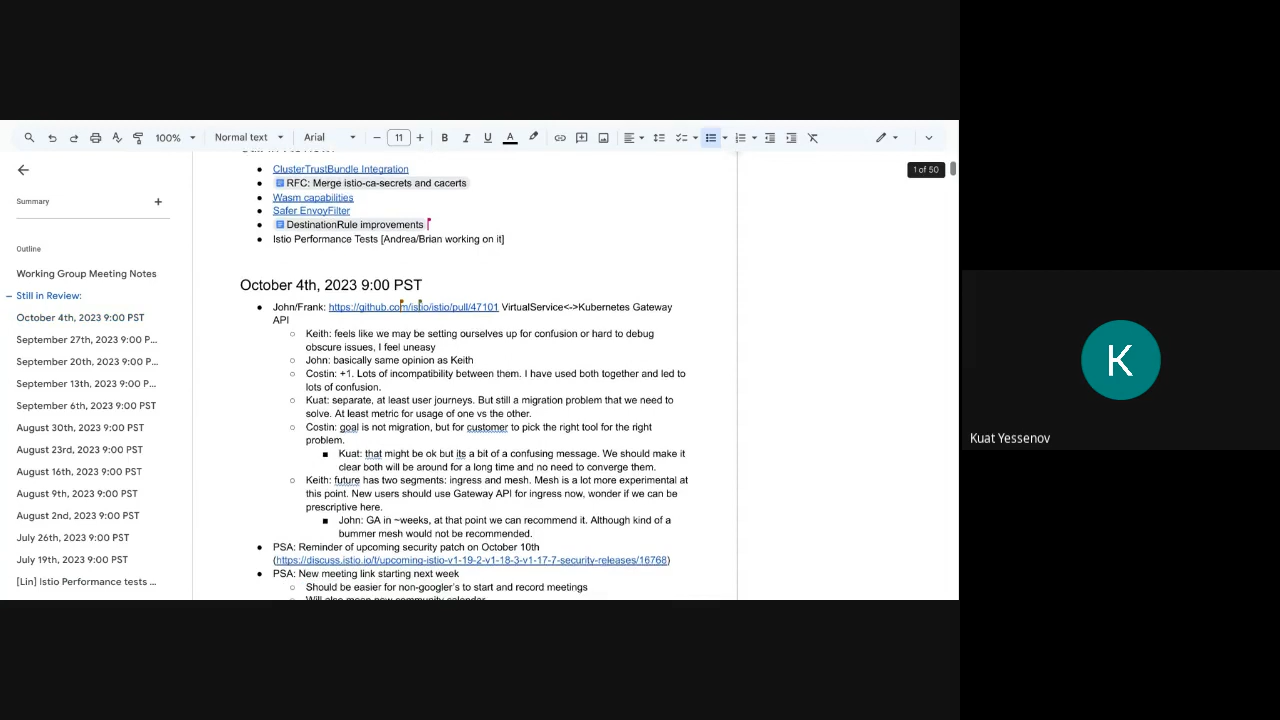 100%
Normal text
Arial
11
B
I
U
A
1 of 50
Summary
Outline
Working Group Meeting Notes
Still in Review:
October 4th, 2023 9:00 PST
September 27th, 2023 9:00 P...
September 20th, 2023 9:00 P...
September 13th, 2023 9:00 P...
September 6th, 2023 9:00 PST
August 30th, 2023 9:00 PST
August 23rd, 2023 9:00 PST
August 16th, 2023 9:00 PST
August 9th, 2023 9:00 PST
August 2nd, 2023 9:00 PST
July 26th, 2023 9:00 PST
July 19th, 2023 9:00 PST
[Lin] Istio Performance tests ...
ClusterTrustBundle Integration
RFC: Merge istio-ca-secrets and cacerts
Wasm capabilities
Safer EnvoyFilter
DestinationRule improvements
Istio Performance Tests [Andrea/Brian working on it]
October 4th, 2023 9:00 PST
John/Frank: https://github.com/istio/istio/pull/47101 VirtualService<->Kubernetes Gateway
API
Keith: feels like we may be setting ourselves up for confusion or hard to debug
obscure issues, I feel uneasy
John: basically same opinion as Keith
Costin: +1. Lots of incompatibility between them. I have used both together and led to
lots of confusion.
Kuat: separate, at least user journeys. But still a migration problem that we need to
solve. At least metric for usage of one vs the other.
Costin: goal is not migration, but for customer to pick the right tool for the right
problem.
Kuat: that might be ok but its a bit of a confusing message. We should make it
clear both will be around for a long time and no need to converge them.
Keith: future has two segments: ingress and mesh. Mesh is a lot more experimental at
this point. New users should use Gateway API for ingress now, wonder if we can be
prescriptive here.
John: GA in ~weeks, at that point we can recommend it. Although kind of a
bummer mesh would not be recommended.
PSA: Reminder of upcoming security patch on October 10th
(https://discuss.istio.io/t/upcoming-istio-v1-19-2-v1-18-3-v1-17-7-security-releases/16768)
PSA: New meeting link starting next week
Should be easier for non-googler's to start and record meetings
Will also mean new community calendar
K
Kuat Yessenov